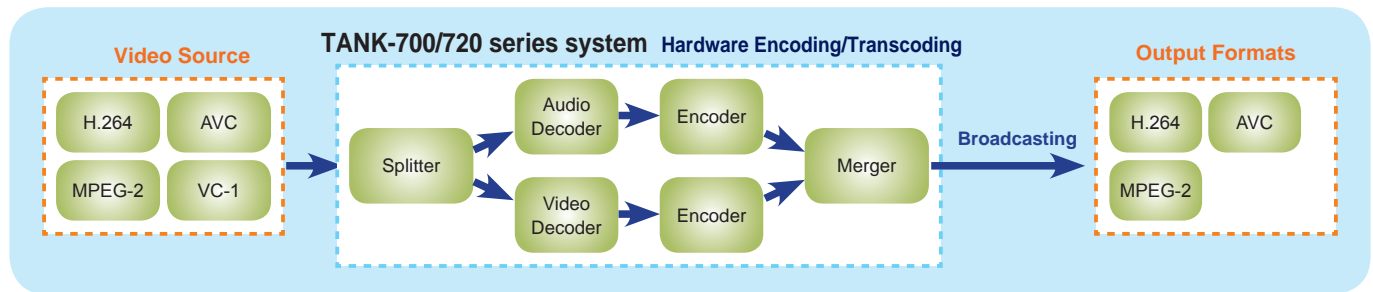 TANK-700/720 series system Hardware Encoding/Transcoding
Video Source
H.264
AVC
MPEG-2
VC-1
Splitter
Audio
Decoder
Encoder
Video
Decoder
Encoder
Merger
Broadcasting
Output Formats
H.264
AVC
MPEG-2